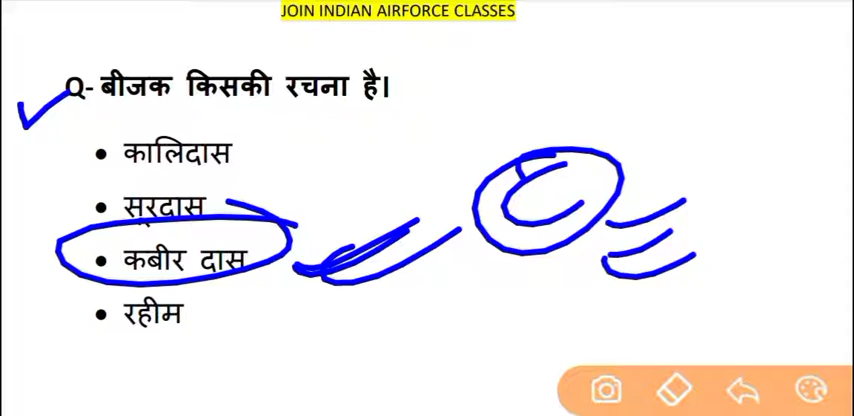 JOIN INDIAN AIRFORCE CLASSES
Q- बीजक किसकी रचना है।
• कालिदास
• सूरदास
• कबीर दास
• रहीम